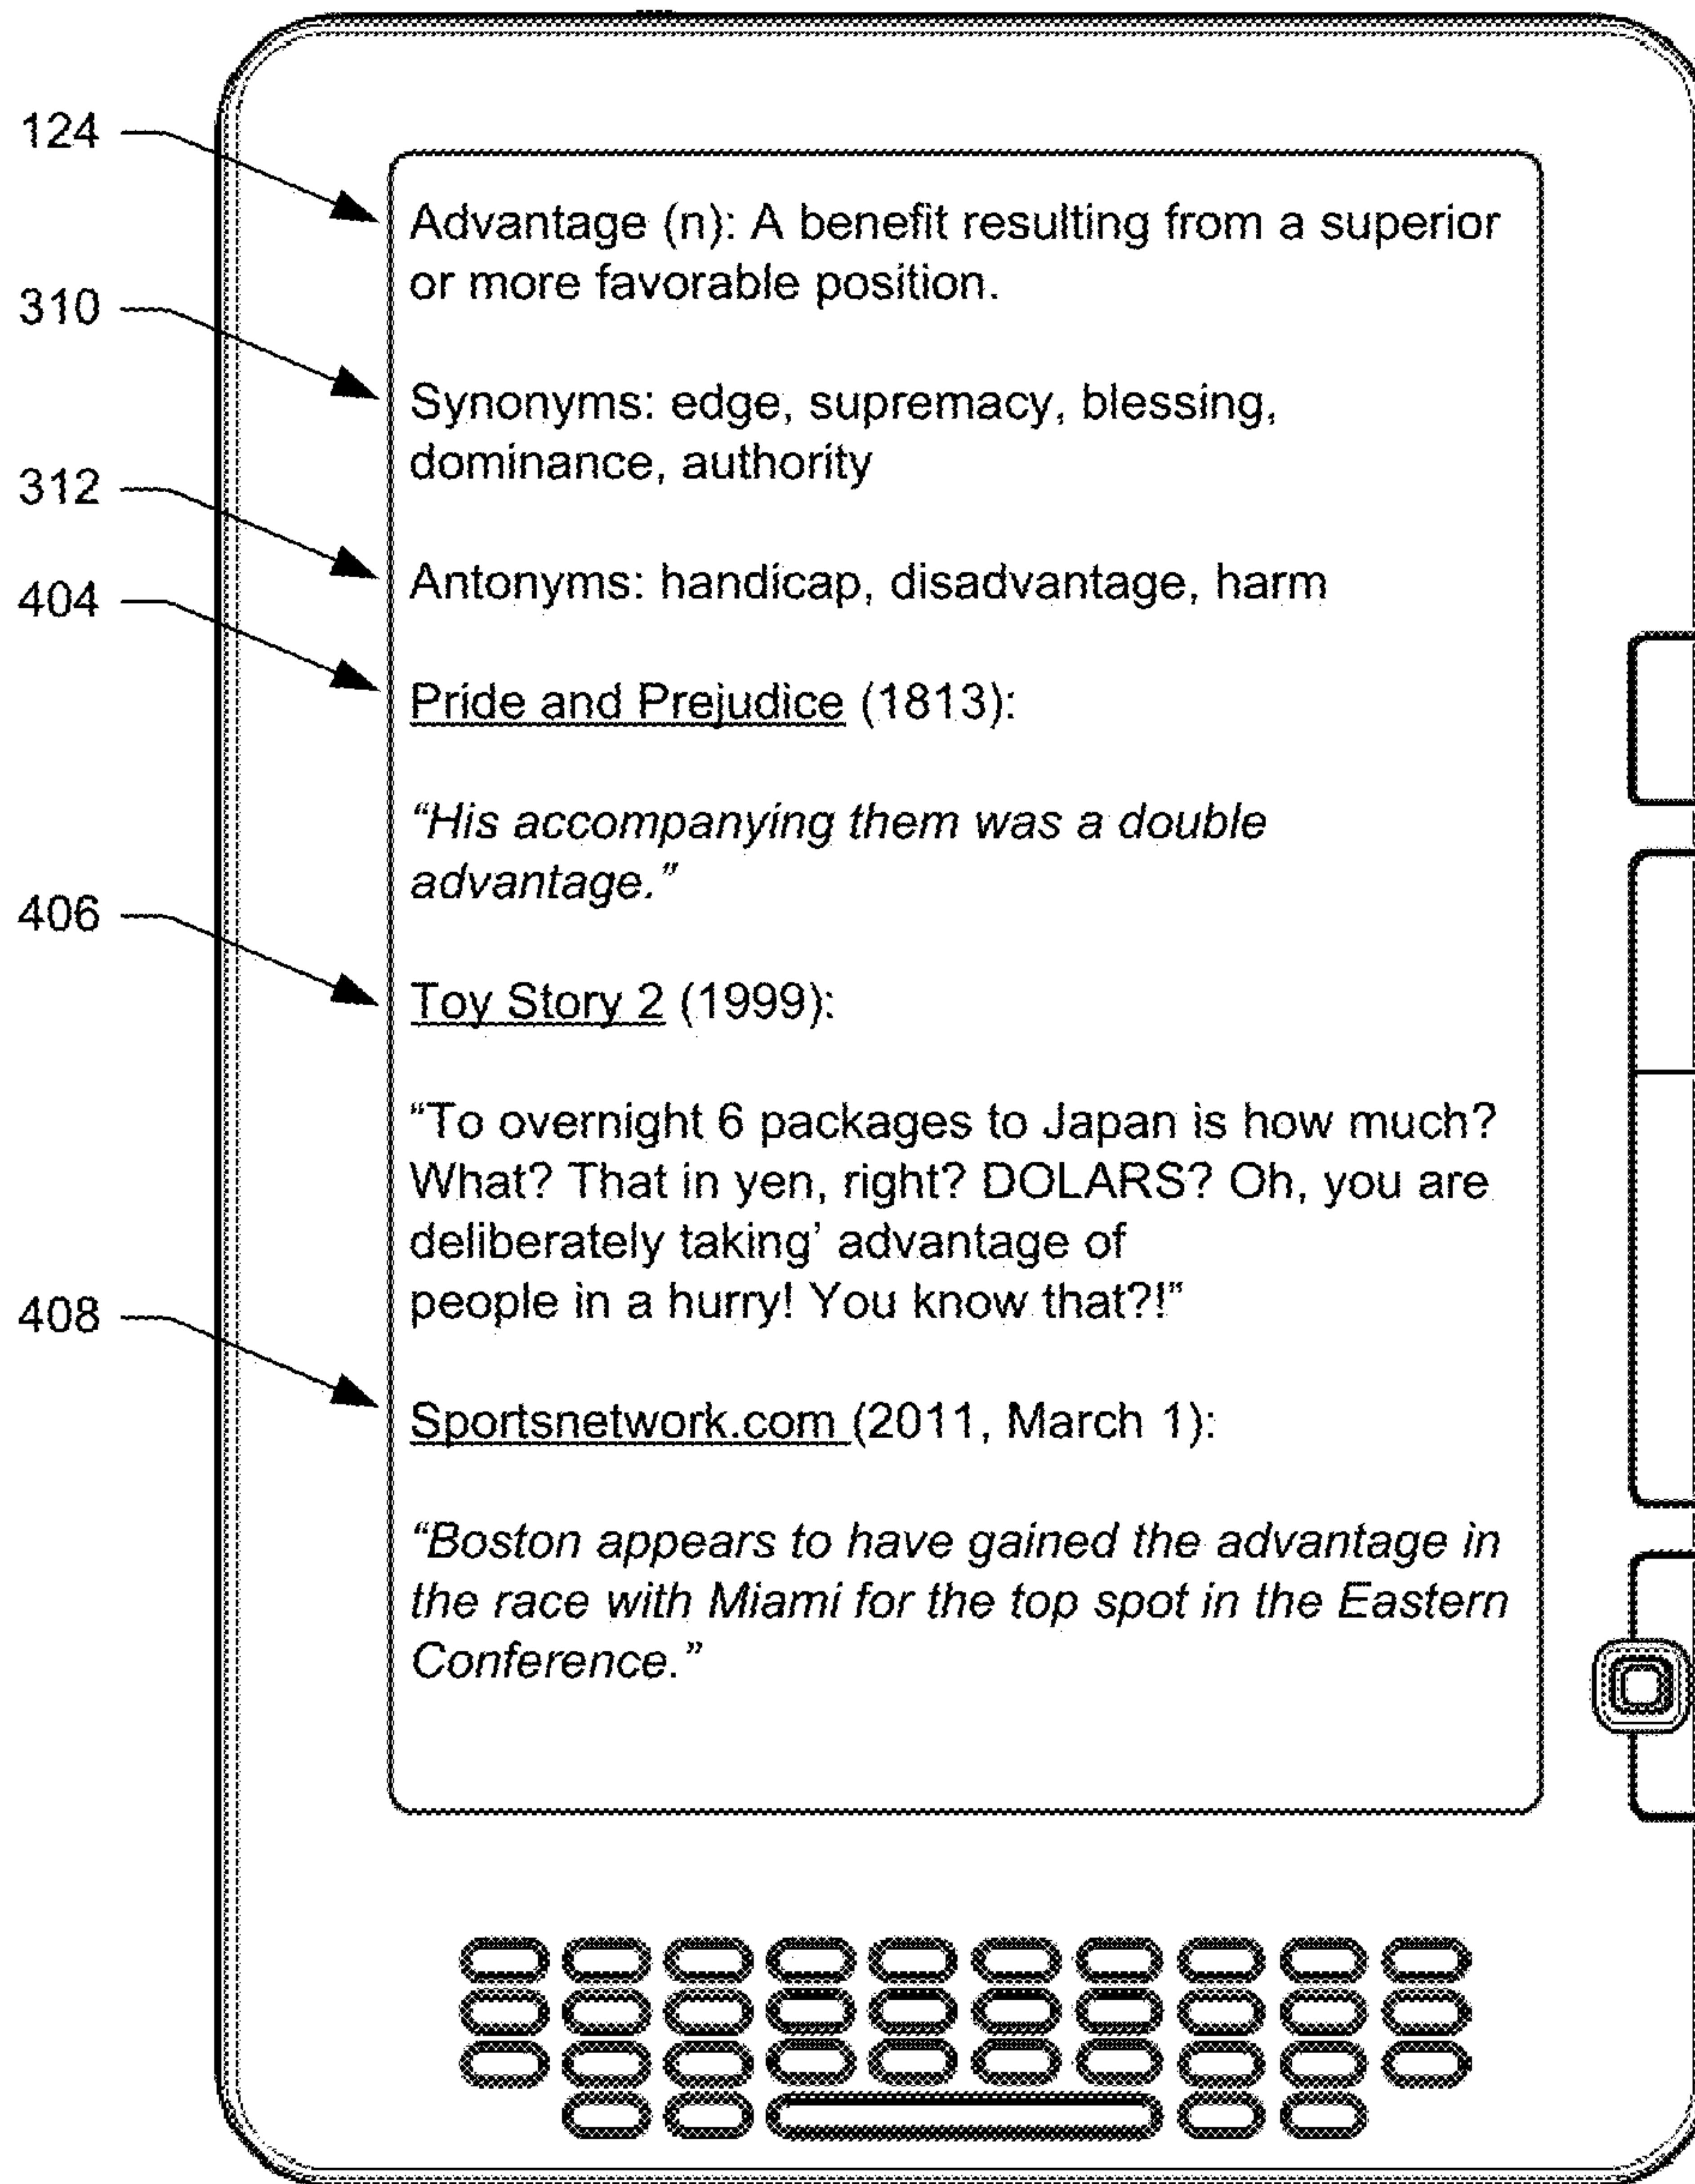 124
Advantage (n): A benefit resulting from a superior
or more favorable position.
310
Synonyms: edge, supremacy, blessing,
dominance, authority
312
Antonyms: handicap, disadvantage, harm
404
Pride and Prejudice (1813):
“His accompanying them was a double
advantage.”
406
Toy Story 2 (1999):
“To overnight 6 packages to Japan is how much?
What? That in yen, right? DOLARS? Oh, you are
deliberately taking’ advantage of
people in a hurry! You know that?!”
408
Sportsnetwork.com (2011, March 1):
“Boston appears to have gained the advantage in
the race with Miami for the top spot in the Eastern
Conference.”